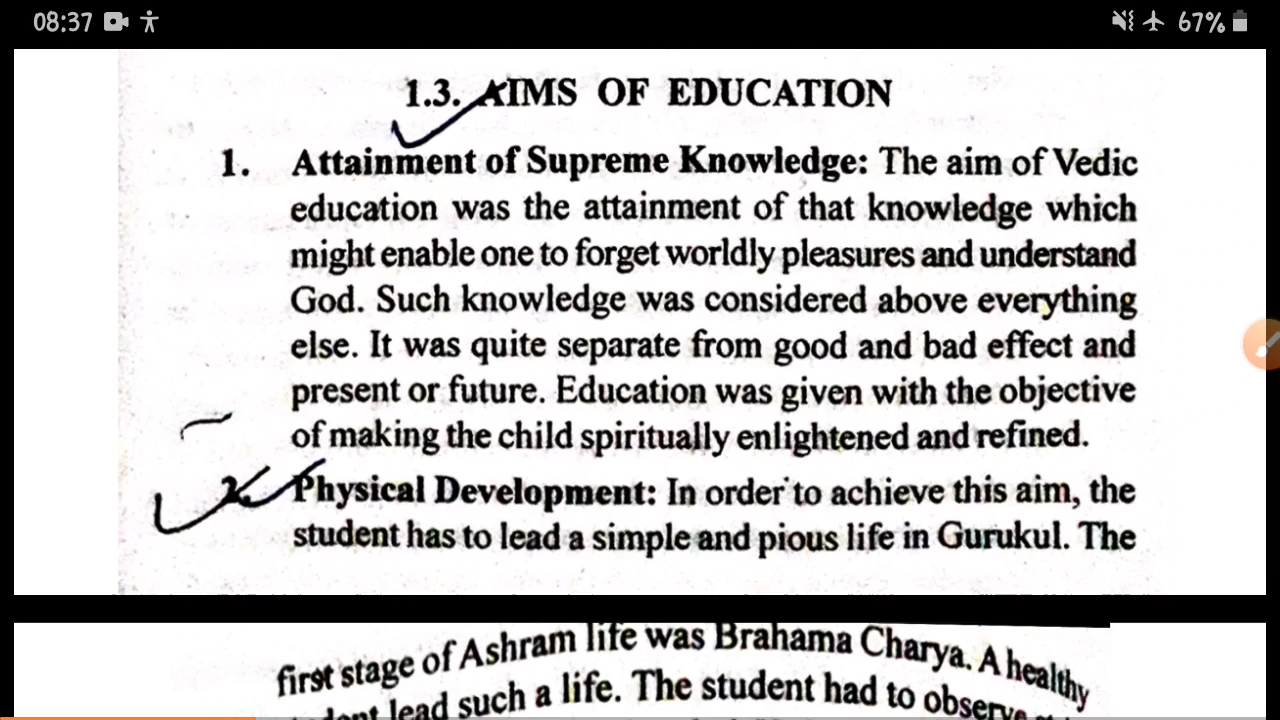 08:37
67%
1.3. AIMS OF EDUCATION
1. Attainment of Supreme Knowledge: The aim of Vedic
education was the attainment of that knowledge which
might enable one to forget worldly pleasures and understand
God. Such knowledge was considered above everything
else. It was quite separate from good and bad effect and
present or future. Education was given with the objective
of making the child spiritually enlightened and refined.
2. Physical Development: In order to achieve this aim, the
student has to lead a simple and pious life in Gurukul. The
first stage of Ashram life was Brahama Charya. A healthy
lead such a life. The student had to observe